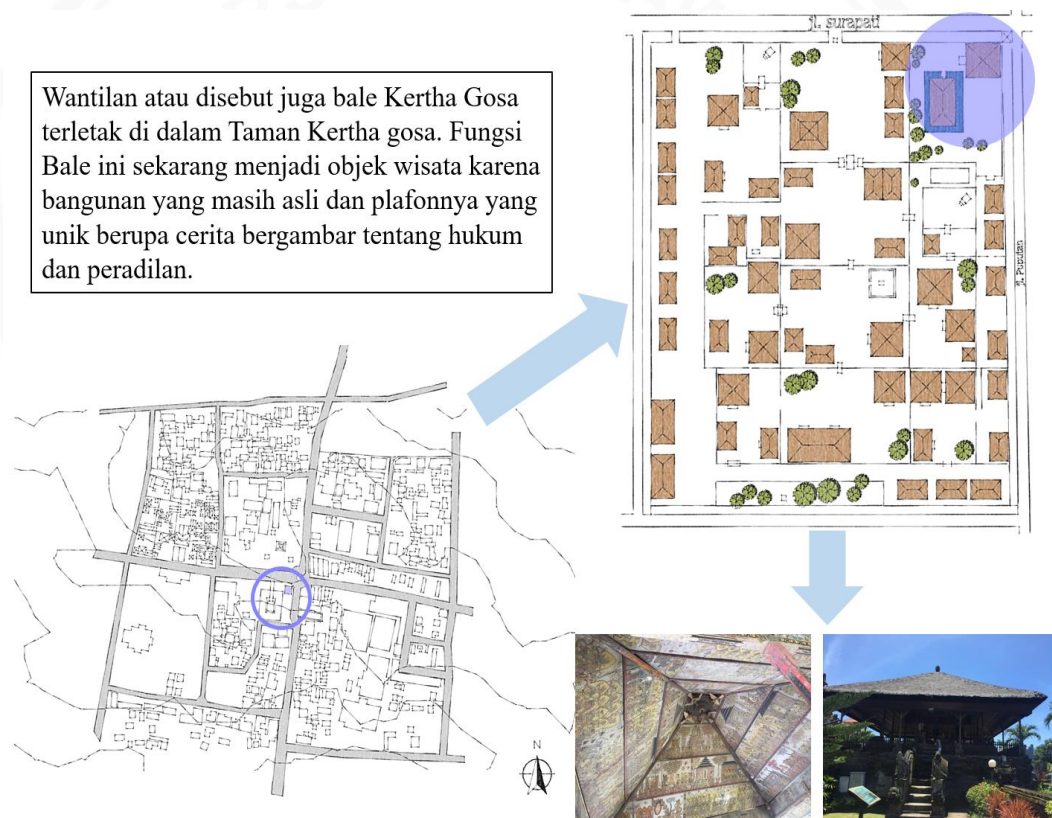 jl. surapati
Wantilan atau disebut juga bale Kertha Gosa
terletak di dalam Taman Kertha gosa. Fungsi
Bale ini sekarang menjadi objek wisata karena
bangunan yang masih asli dan plafonnya yang
unik berupa cerita bergambar tentang hukum
dan peradilan.
jl. Puputan
N